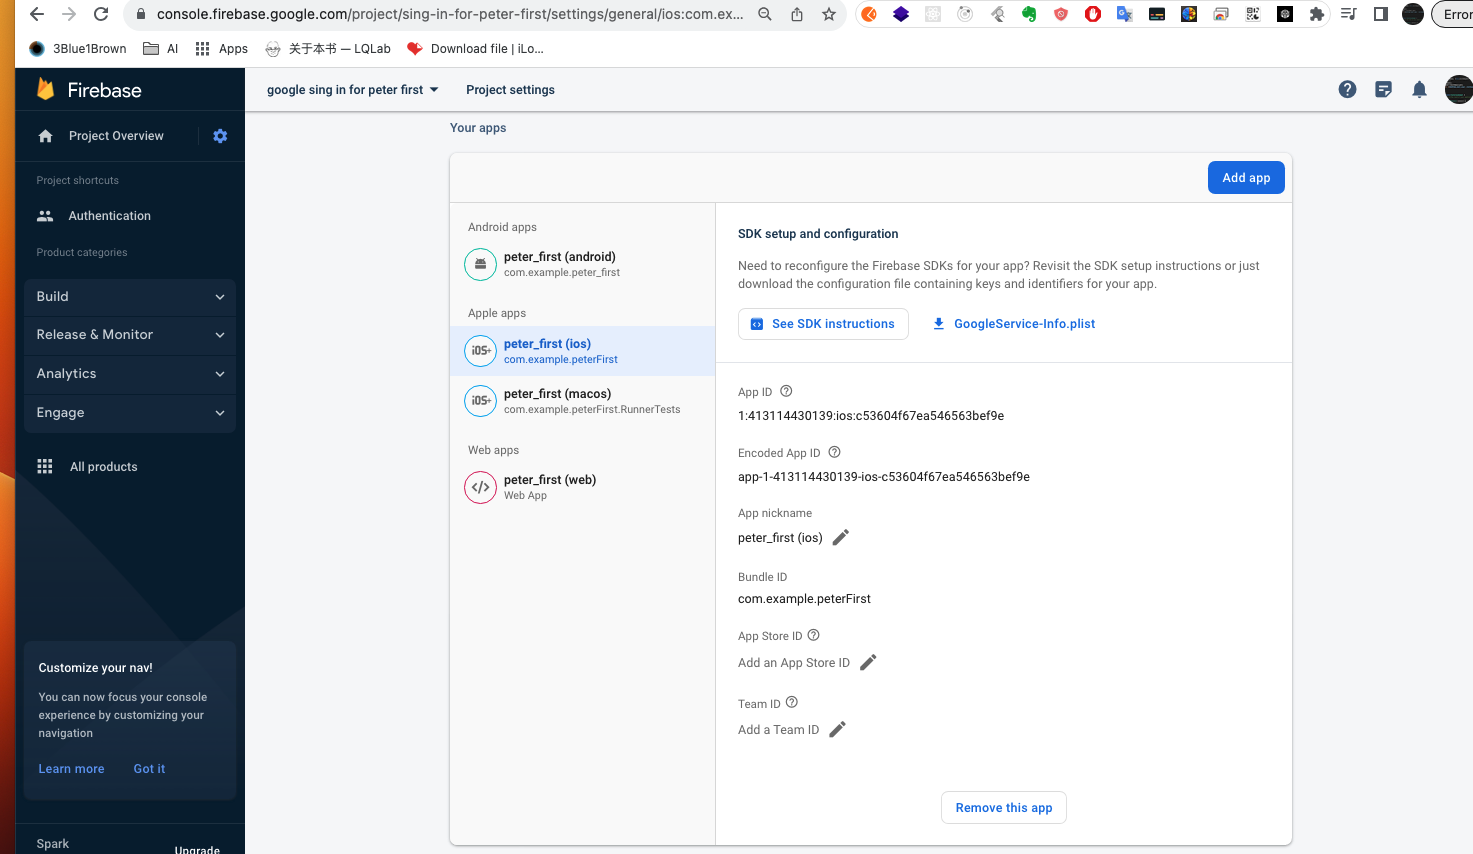 console.firebase.google.com/project/sing-in-for-peter-first/settings/general/ios:com.ex...
Error
3Blue1Brown
AI
Apps
关于本书 — LQLab
Download file | iLo...
Firebase
google sing in for peter first
Project settings
Project Overview
Project shortcuts
Authentication
Product categories
Build
Release & Monitor
Analytics
Engage
All products
Customize your nav!
You can now focus your console
experience by customizing your
navigation
Learn more
Got it
Spark
Upgrade
Your apps
Add app
Android apps
peter_first (android)
com.example.peter_first
Apple apps
iOS+
peter_first (ios)
com.example.peterFirst
iOS+
peter_first (macos)
com.example.peterFirst.RunnerTests
Web apps
peter_first (web)
Web App
SDK setup and configuration
Need to reconfigure the Firebase SDKs for your app? Revisit the SDK setup instructions or just
download the configuration file containing keys and identifiers for your app.
See SDK instructions
GoogleService-Info.plist
App ID
1:413114430139:ios:c53604f67ea546563bef9e
Encoded App ID
app-1-413114430139-ios-c53604f67ea546563bef9e
App nickname
peter_first (ios)
Bundle ID
com.example.peterFirst
App Store ID
Add an App Store ID
Team ID
Add a Team ID
Remove this app